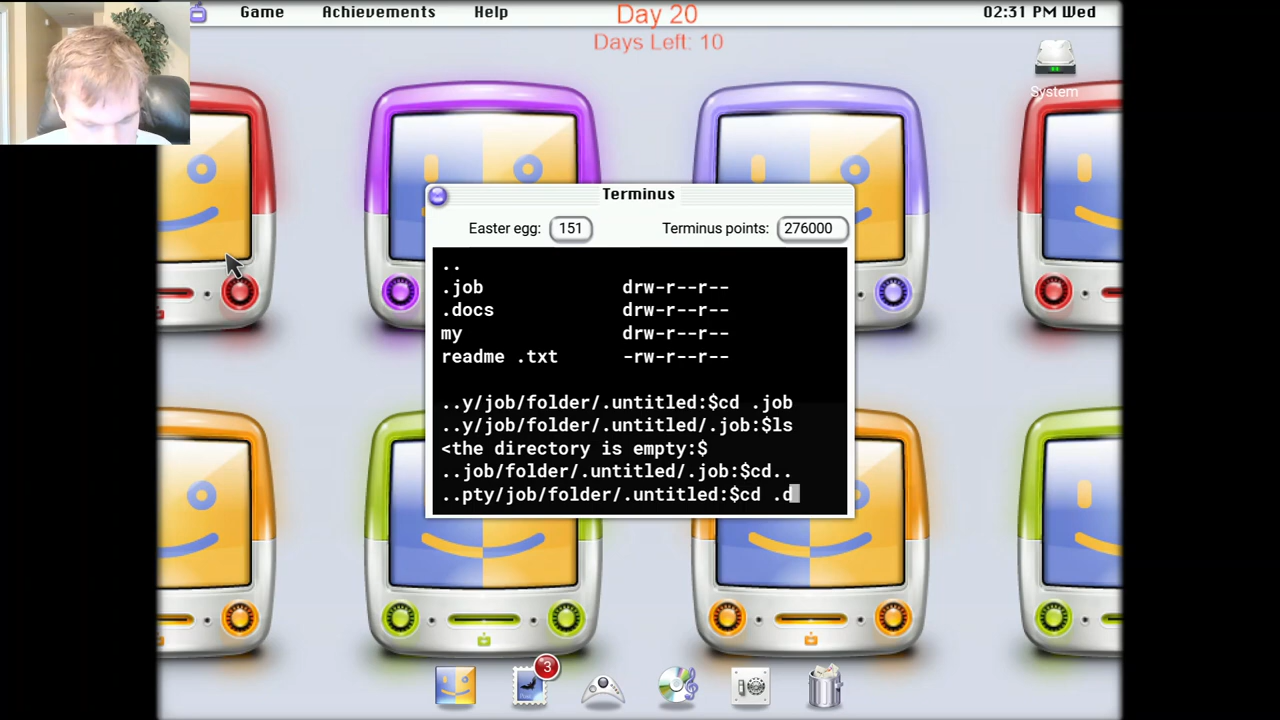 Game Achievements Help Day 20 02:31 PM Wed
Days Left: 10
System
Terminus
Easter egg: 151 Terminus points: 276000
..
.job drw-r--r--
.docs drw-r--r--
my drw-r--r--
readme .txt -rw-r--r--
..y/job/folder/.untitled:$cd .job
..y/job/folder/.untitled/.job:$ls
<the directory is empty:$
..job/folder/.untitled/.job:$cd..
..pty/job/folder/.untitled:$cd .d
3